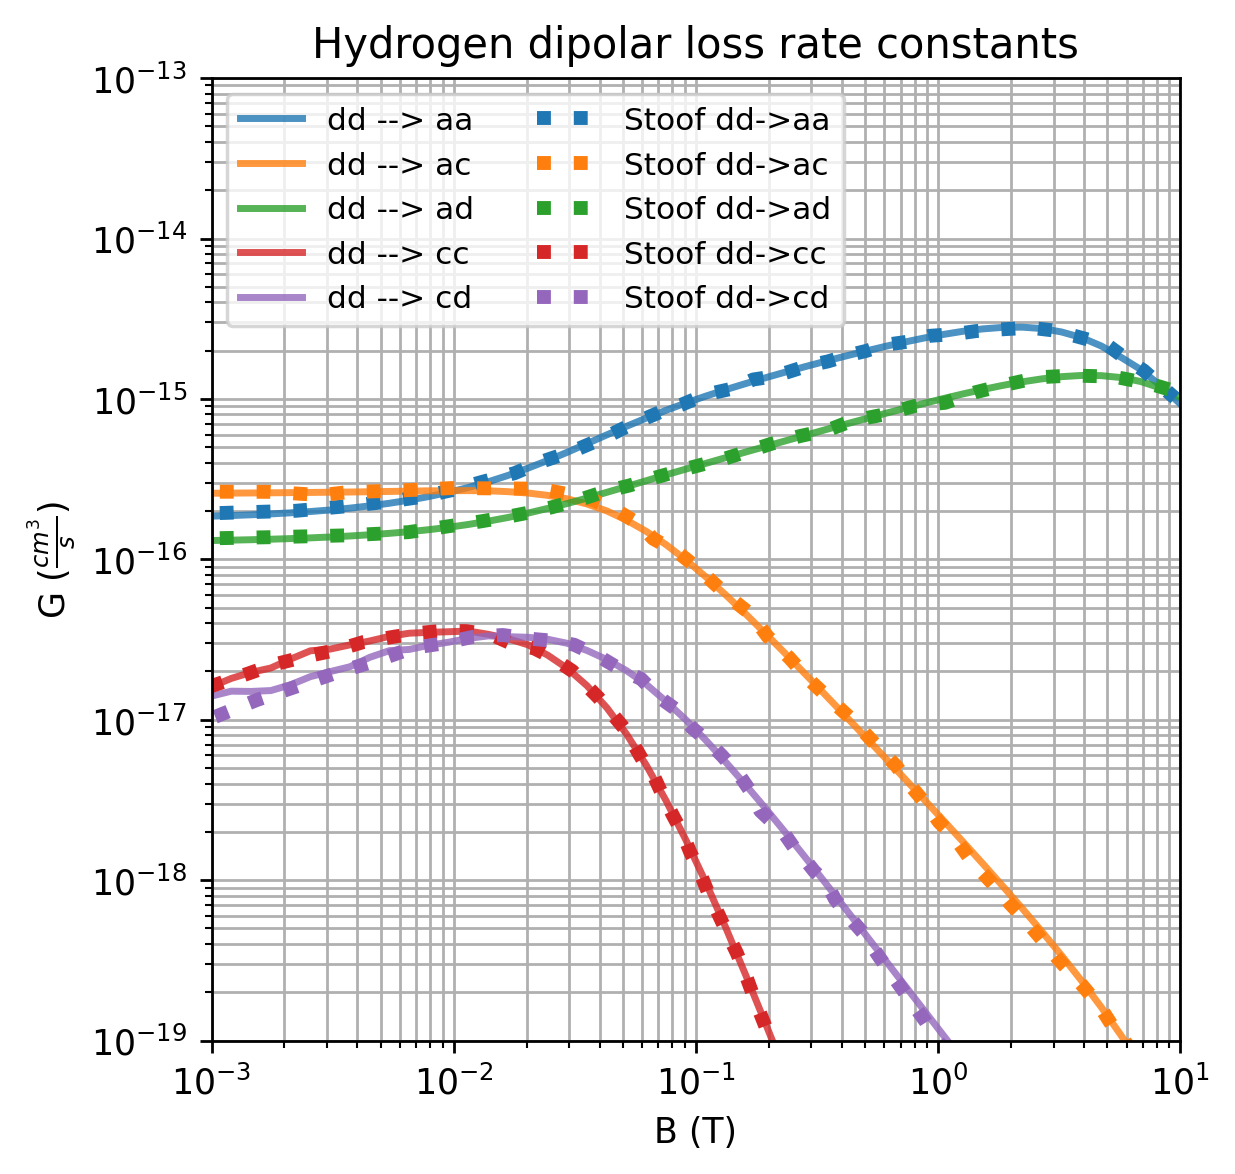 Hydrogen dipolar loss rate constants
10⁻¹³
10⁻¹⁴
10⁻¹⁵
10⁻¹⁶
10⁻¹⁷
10⁻¹⁸
10⁻¹⁹
G (cm³/s)
dd --> aa
dd --> ac
dd --> ad
dd --> cc
dd --> cd
Stoof dd->aa
Stoof dd->ac
Stoof dd->ad
Stoof dd->cc
Stoof dd->cd
10⁻³ 10⁻² 10⁻¹ 10⁰ 10¹
B (T)